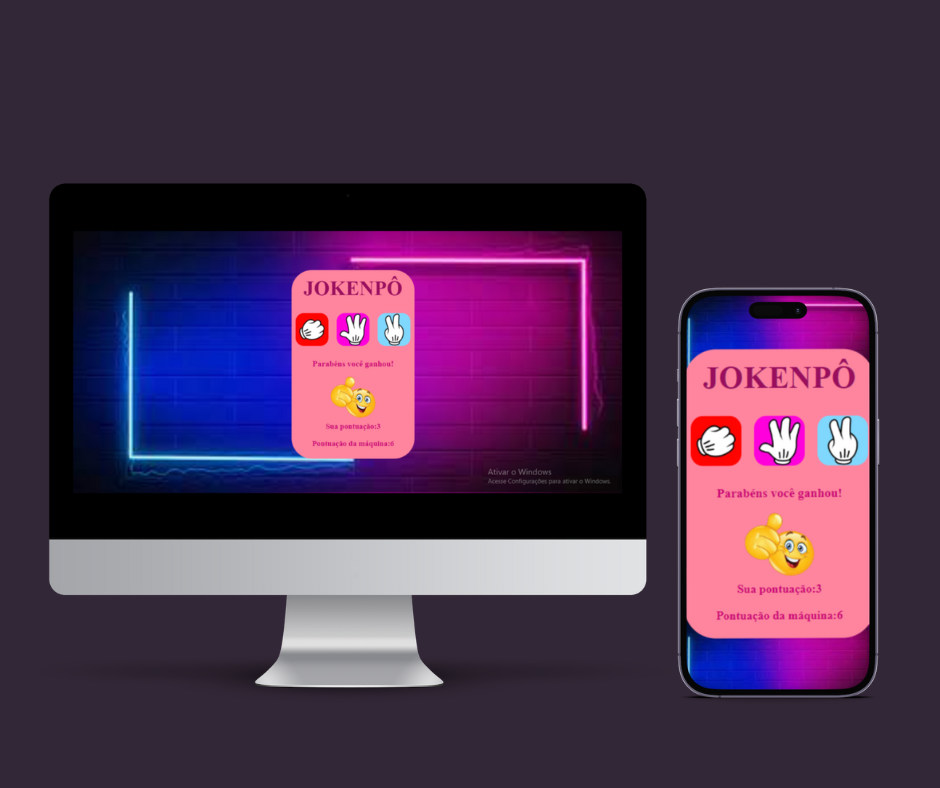 JOKENPÔ
Parabéns você ganhou!
Sua pontuação:3
Pontuação da máquina:6
Ativar o Windows
Acesse Configurações para ativar o Windows.
JOKENPÔ
Parabéns você ganhou!
Sua pontuação:3
Pontuação da máquina:6